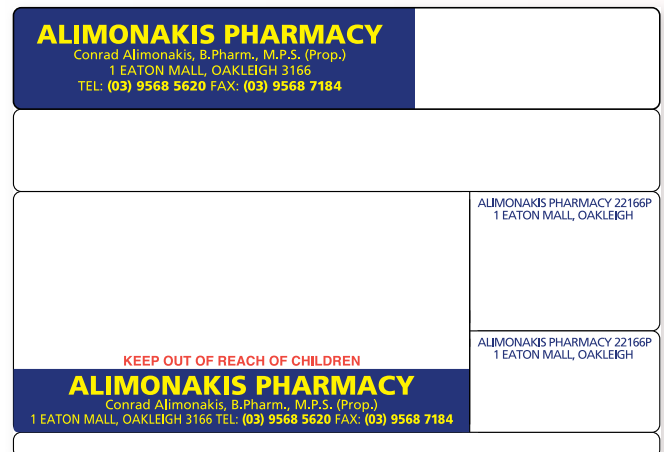 ALIMONAKIS PHARMACY
Conrad Alimonakis, B.Pharm., M.P.S. (Prop.)
1 EATON MALL, OAKLEIGH 3166
TEL: (03) 9568 5620 FAX: (03) 9568 7184
ALIMONAKIS PHARMACY 22166P
1 EATON MALL, OAKLEIGH
ALIMONAKIS PHARMACY 22166P
1 EATON MALL, OAKLEIGH
KEEP OUT OF REACH OF CHILDREN
ALIMONAKIS PHARMACY
Conrad Alimonakis, B.Pharm., M.P.S. (Prop.)
1 EATON MALL, OAKLEIGH 3166 TEL: (03) 9568 5620 FAX: (03) 9568 7184